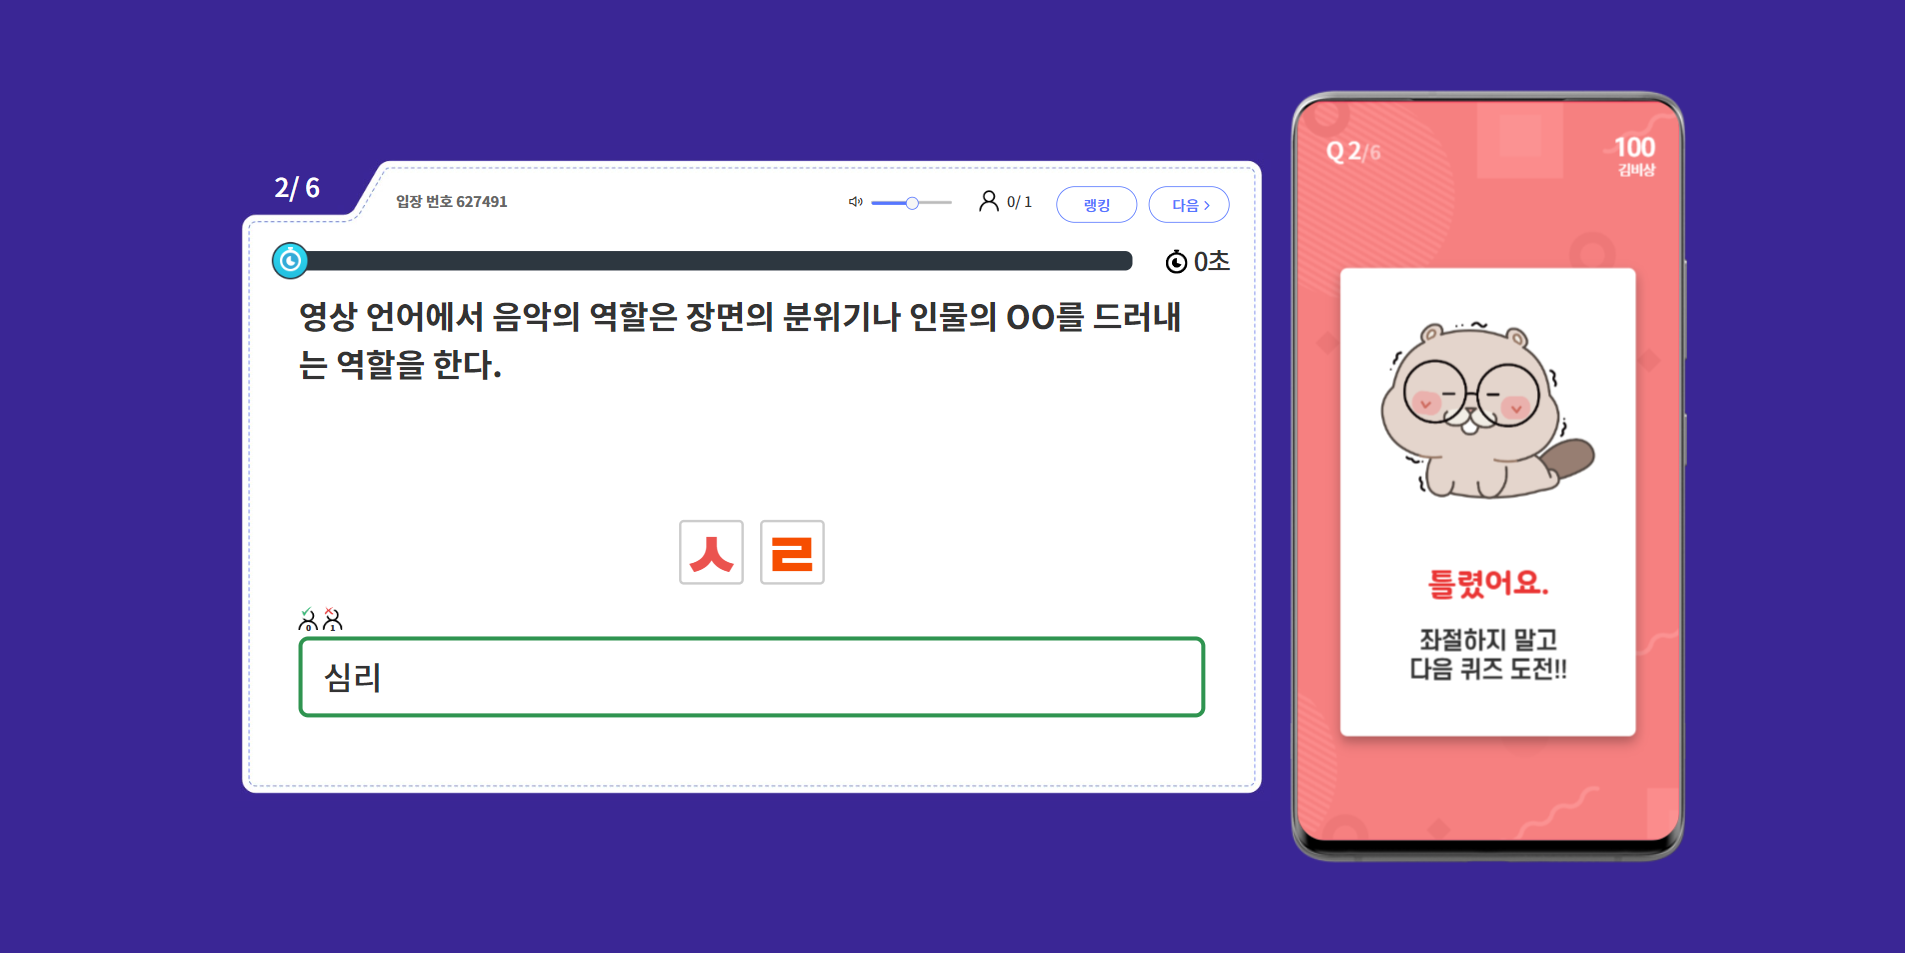 2/ 6
입장 번호 627491
0/ 1
랭킹
다음 >
0초
영상 언어에서 음악의 역할은 장면의 분위기나 인물의 OO를 드러내
는 역할을 한다.
ㅅ ㄹ
0 1
심리
Q 2/6
100
김비상
틀렸어요.
좌절하지 말고
다음 퀴즈 도전!!